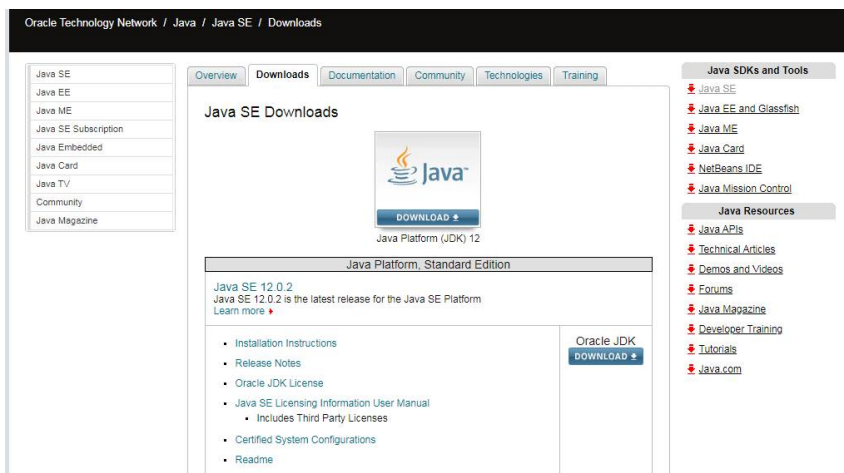 Oracle Technology Network / Java / Java SE / Downloads
Java SE
Java EE
Java ME
Java SE Subscription
Java Embedded
Java Card
Java TV
Community
Java Magazine
Overview Downloads Documentation Community Technologies Training
Java SE Downloads
Java
DOWNLOAD
Java Platform (JDK) 12
Java Platform, Standard Edition
Java SE 12.0.2
Java SE 12.0.2 is the latest release for the Java SE Platform
Learn more
Installation Instructions
Release Notes
Oracle JDK License
Java SE Licensing Information User Manual
Includes Third Party Licenses
Certified System Configurations
Readme
Oracle JDK
DOWNLOAD
Java SDKs and Tools
Java SE
Java EE and Glassfish
Java ME
Java Card
NetBeans IDE
Java Mission Control
Java Resources
Java APIs
Technical Articles
Demos and Videos
Forums
Java Magazine
Developer Training
Tutorials
Java.com